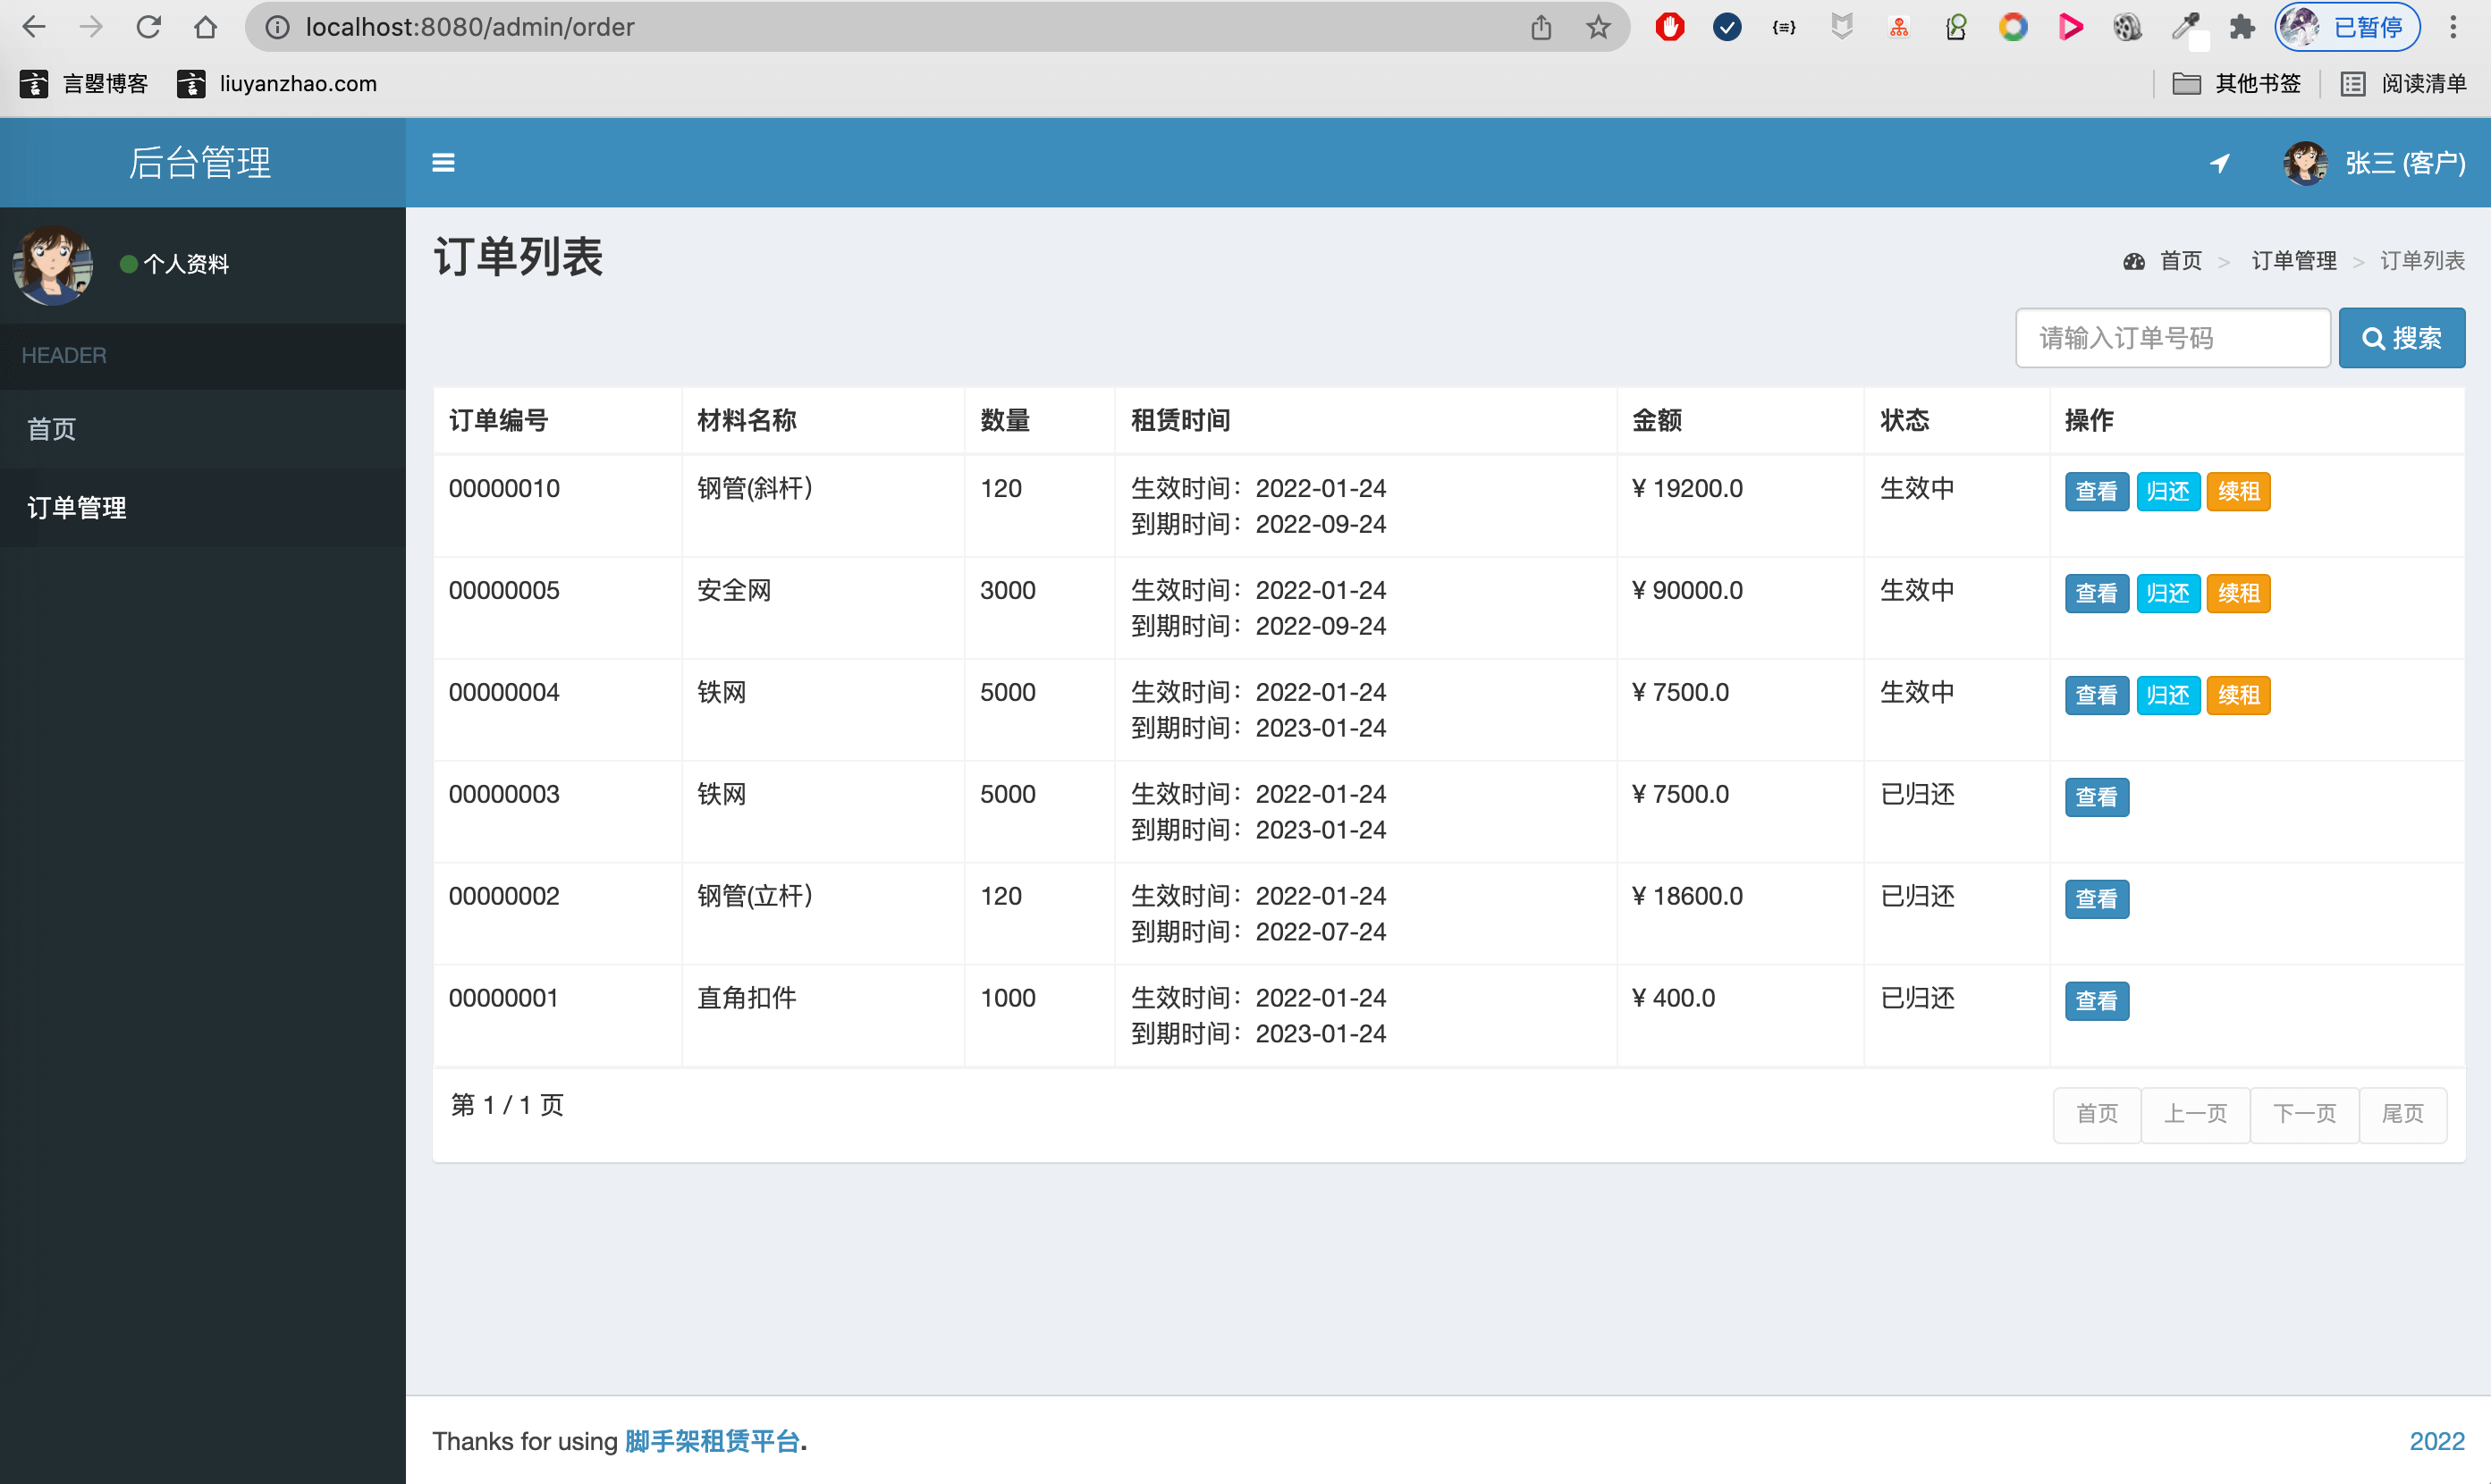 localhost:8080/admin/order
已暂停
言曌博客
liuyanzhao.com
其他书签
阅读清单
后台管理
张三 (客户)
个人资料
HEADER
首页
订单管理
订单列表
首页 > 订单管理 > 订单列表
请输入订单号码
搜索
订单编号 材料名称 数量 租赁时间 金额 状态 操作
00000010 钢管(斜杆) 120 生效时间：2022-01-24 ¥ 19200.0 生效中 查看 归还 续租
到期时间：2022-09-24
00000005 安全网 3000 生效时间：2022-01-24 ¥ 90000.0 生效中 查看 归还 续租
到期时间：2022-09-24
00000004 铁网 5000 生效时间：2022-01-24 ¥ 7500.0 生效中 查看 归还 续租
到期时间：2023-01-24
00000003 铁网 5000 生效时间：2022-01-24 ¥ 7500.0 已归还 查看
到期时间：2023-01-24
00000002 钢管(立杆) 120 生效时间：2022-01-24 ¥ 18600.0 已归还 查看
到期时间：2022-07-24
00000001 直角扣件 1000 生效时间：2022-01-24 ¥ 400.0 已归还 查看
到期时间：2023-01-24
第 1 / 1 页
首页 上一页 下一页 尾页
Thanks for using 脚手架租赁平台.
2022